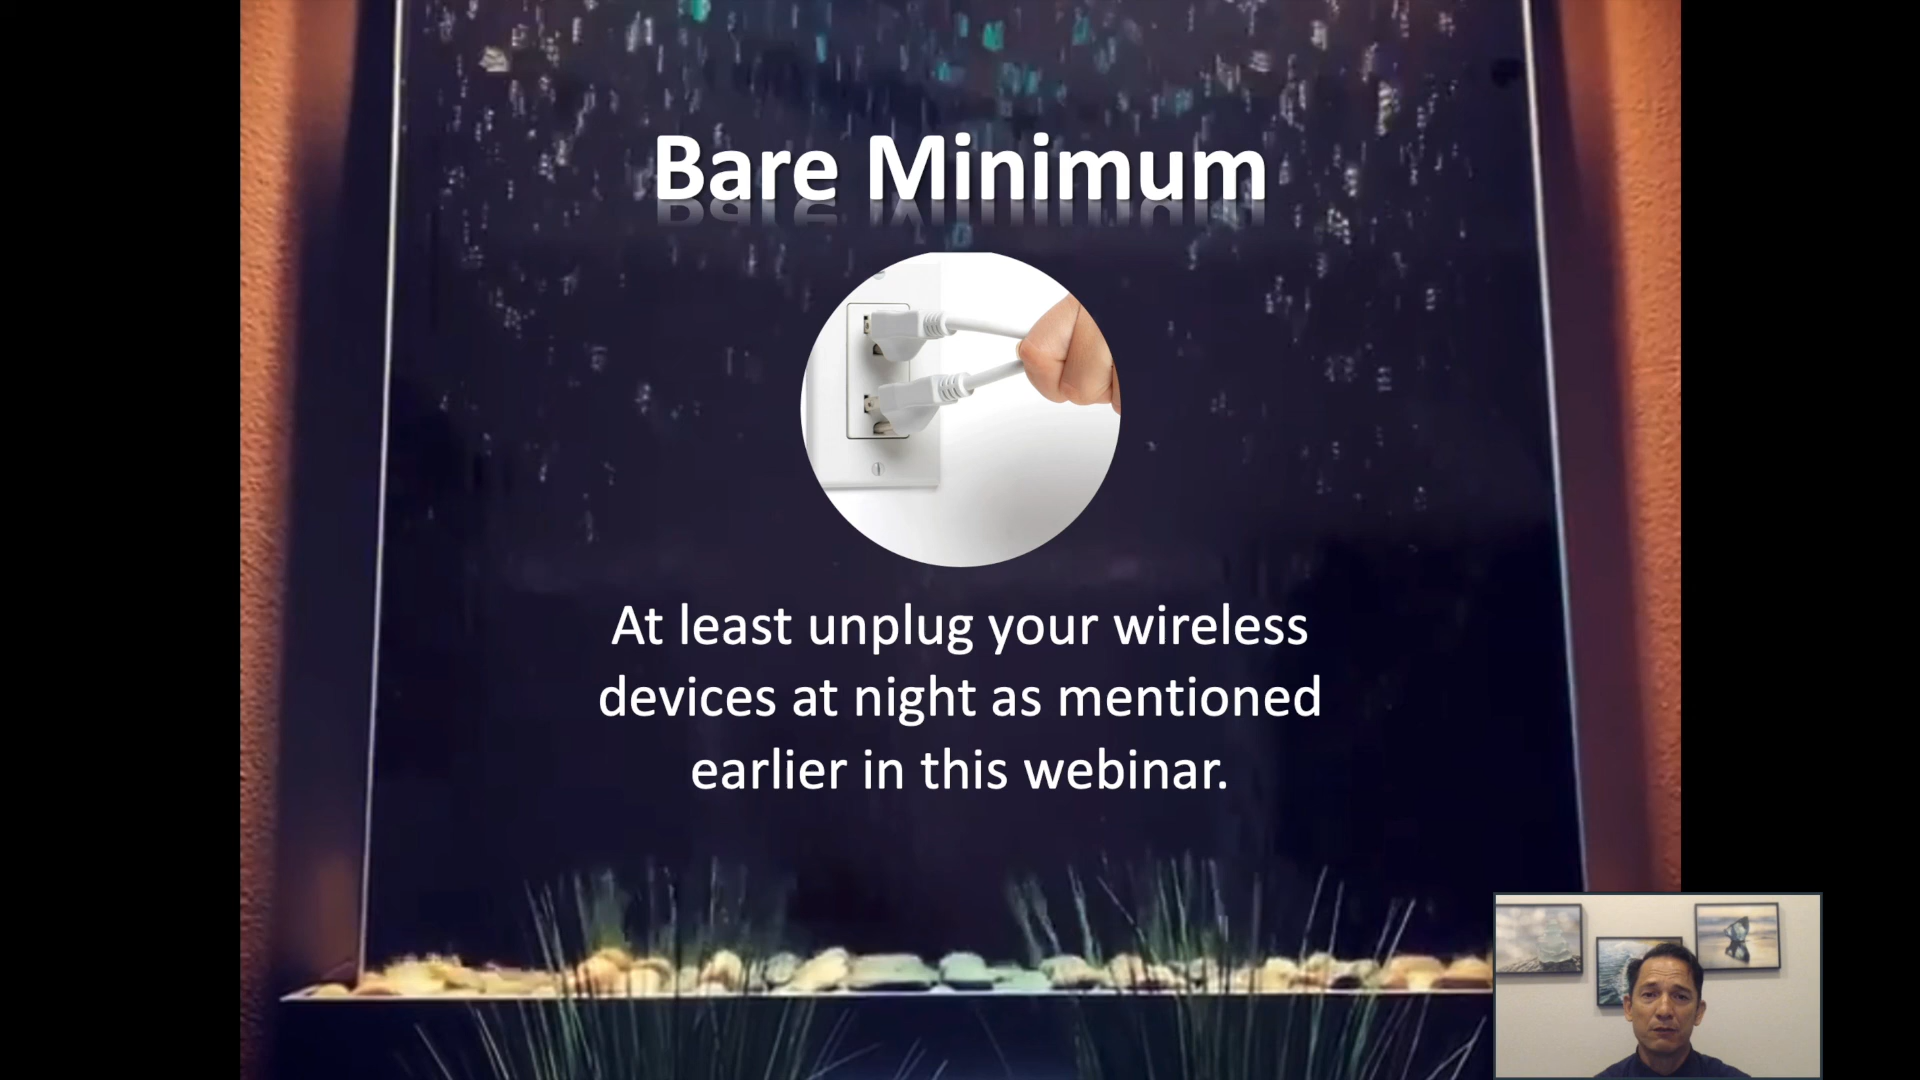 Bare Minimum
At least unplug your wireless
devices at night as mentioned
earlier in this webinar.